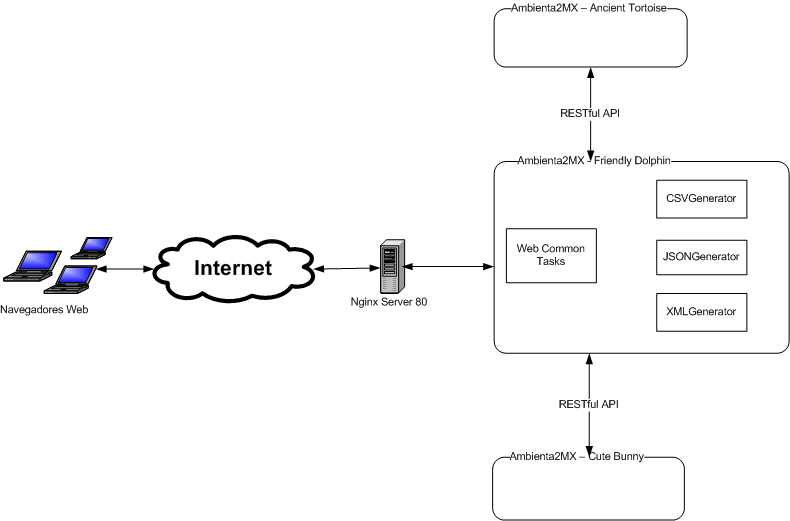 Ambienta2MX – Ancient Tortoise
RESTful API
Ambienta2MX - Friendly Dolphin
CSVGenerator
Web Common
Tasks
JSONGenerator
XMLGenerator
Internet
Nginx Server 80
Navegadores Web
RESTful API
Ambienta2MX – Cute Bunny